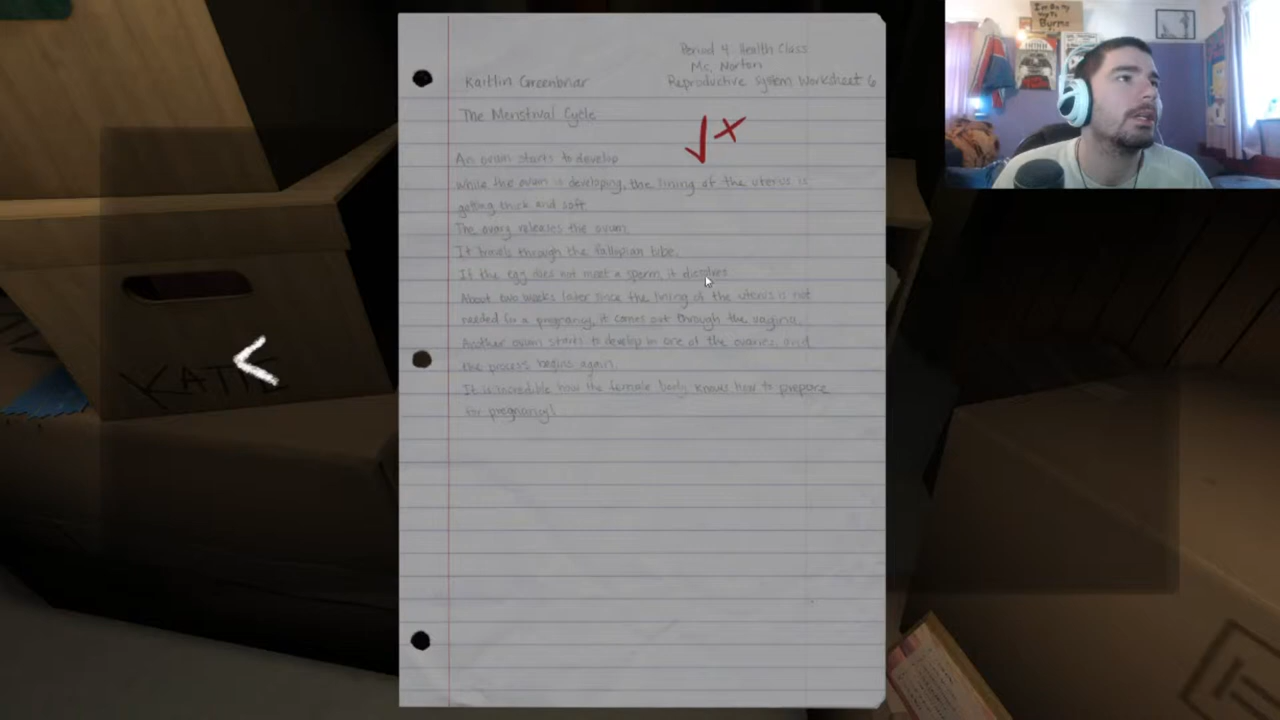 Period 4 Health Class
Ms. Norton
Kaitlin Greenbriar
Reproductive System Worksheet 6
The Menstrual Cycle
An ovum starts to develop
While the ovum is developing, the lining of the uterus is
getting thick and soft
The ovary releases the ovum
It travels through the fallopian tube.
If the egg does not meet a sperm, it dissolves
About two weeks later since the lining of the uterus is not
needed for a pregnancy, it comes out through the vagina.
Another ovum starts to develop in one of the ovaries, and
the process begins again.
It is incredible how the female body knows how to prepare
for pregnancy!
KATIE